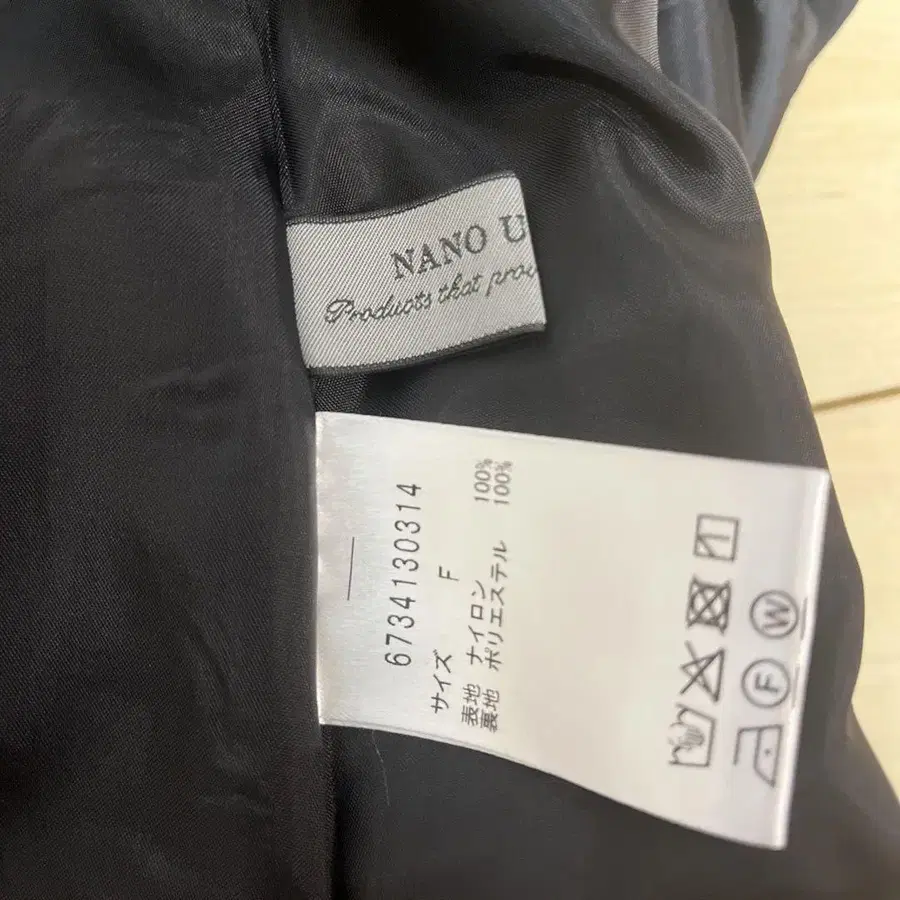 NANO U
Products that prov
6734130314
サイズ F
表地 ナイロン 100%
裏地 ポリエステル 100%
F
W